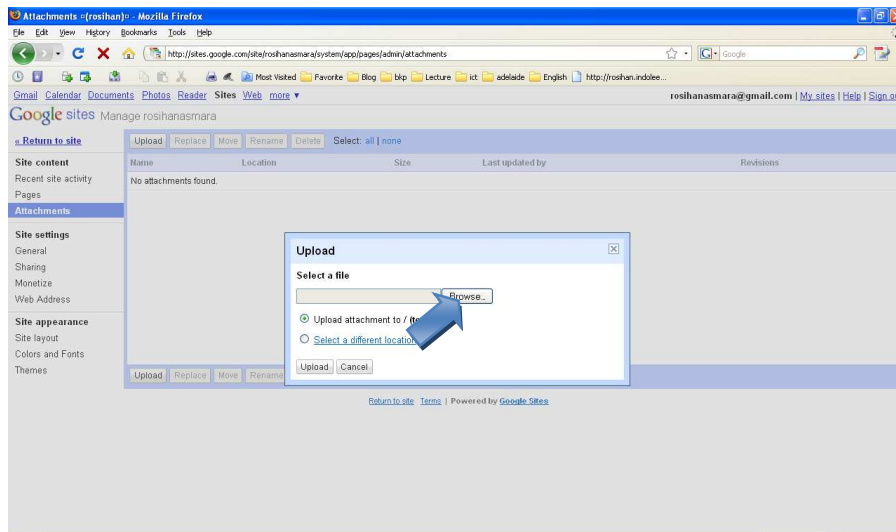 Attachments ¤(rosihan)¤ - Mozilla Firefox
File Edit View History Bookmarks Tools Help
http://sites.google.com/site/rosihanasmara/system/app/pages/admin/attachments
Google
Most Visited Favorite Blog bkp Lecture ict adelaide English http://rosihan.indolee...
Gmail Calendar Documents Photos Reader Sites Web more ▼ rosihanasmara@gmail.com | My sites | Help | Sign
Google sites Manage rosihanasmara
« Return to site
Upload Replace Move Rename Delete Select: all | none
Site content
Name Location Size Last updated by Revisions
Recent site activity
No attachments found.
Pages
Attachments
Site settings
General
Sharing
Monetize
Web Address
Site appearance
Site layout
Colors and Fonts
Themes
Upload
Select a file
Browse...
Upload attachment to /
Select a different location
Upload Cancel
Upload Replace Move Rename
Return to site Terms | Powered by Google Sites